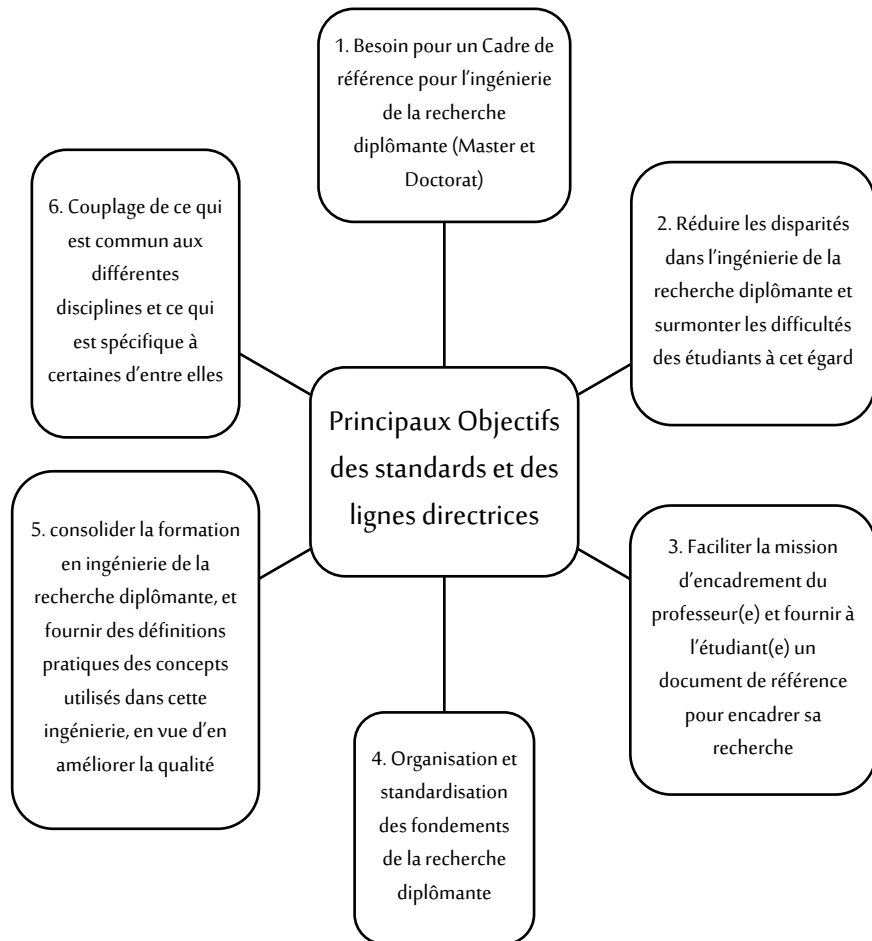 1. Besoin pour un Cadre de
référence pour l'ingénierie
de la recherche
diplômante (Master et
Doctorat)
2. Réduire les disparités
dans l'ingénierie de la
recherche diplômante et
surmonter les difficultés
des étudiants à cet égard
3. Faciliter la mission
d'encadrement du
professeur(e) et fournir à
l'étudiant(e) un
document de référence
pour encadrer sa
recherche
4. Organisation et
standardisation
des fondements
de la recherche
diplômante
5. consolider la formation
en ingénierie de la
recherche diplômante, et
fournir des définitions
pratiques des concepts
utilisés dans cette
ingénierie, en vue d'en
améliorer la qualité
6. Couplage de ce qui
est commun aux
différentes
disciplines et ce qui
est spécifique à
certaines d'entre elles
Principaux Objectifs
des standards et des
lignes directrices